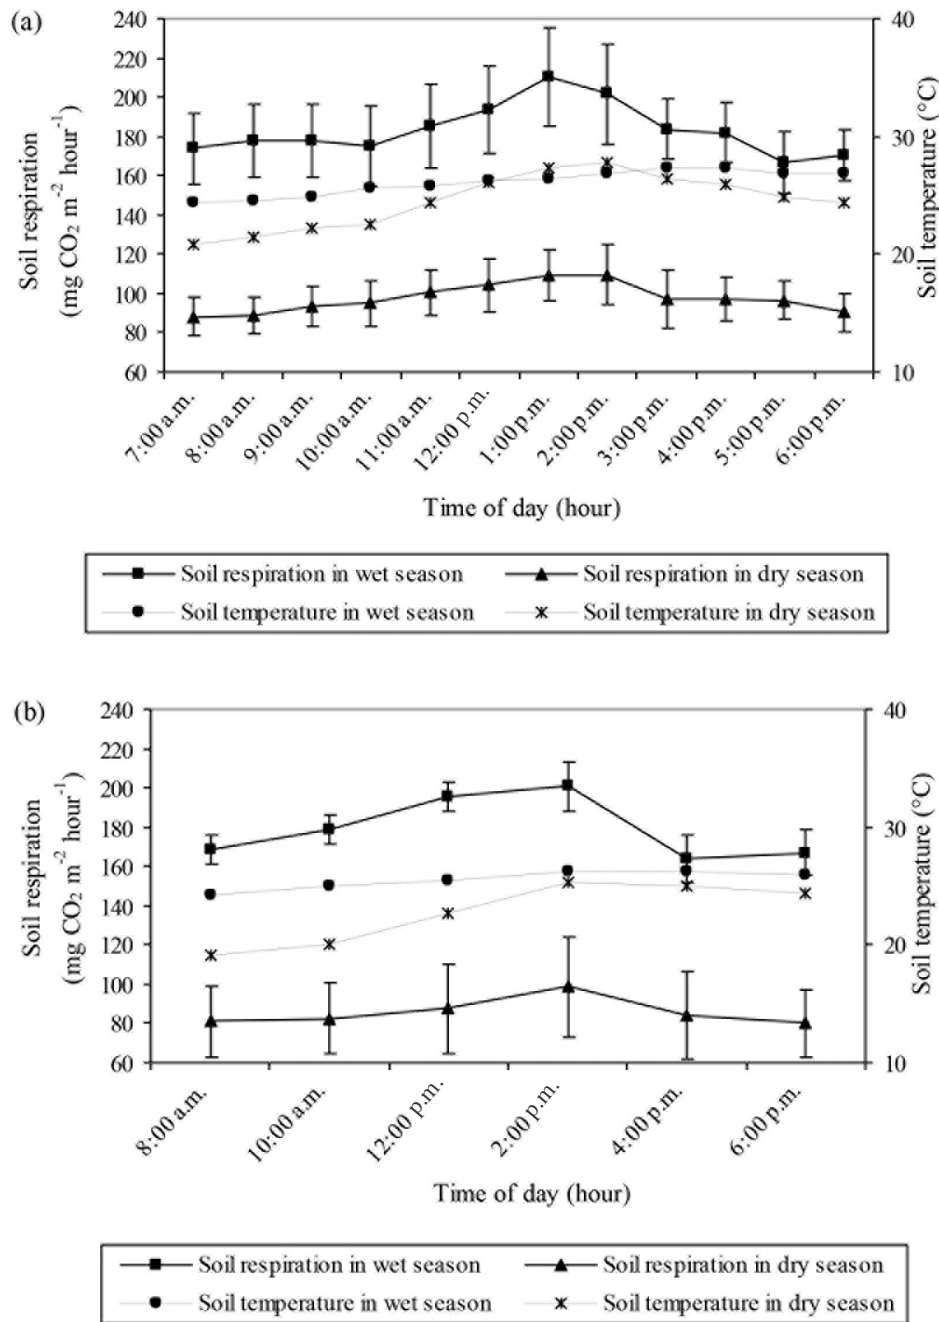 (a)
240
220
200
180
160
140
120
100
80
60
Soil respiration
(mg CO₂ m⁻² hour⁻¹)
40
30
20
10
Soil temperature (°C)
7:00 a.m.
8:00 a.m.
9:00 a.m.
10:00 a.m.
11:00 a.m.
12:00 p.m.
1:00 p.m.
2:00 p.m.
3:00 p.m.
4:00 p.m.
5:00 p.m.
6:00 p.m.
Time of day (hour)
Soil respiration in wet season
Soil respiration in dry season
Soil temperature in wet season
Soil temperature in dry season
(b)
240
220
200
180
160
140
120
100
80
60
Soil respiration
(mg CO₂ m⁻² hour⁻¹)
40
30
20
10
Soil temperature (°C)
8:00 a.m.
10:00 a.m.
12:00 p.m.
2:00 p.m.
4:00 p.m.
6:00 p.m.
Time of day (hour)
Soil respiration in wet season
Soil respiration in dry season
Soil temperature in wet season
Soil temperature in dry season